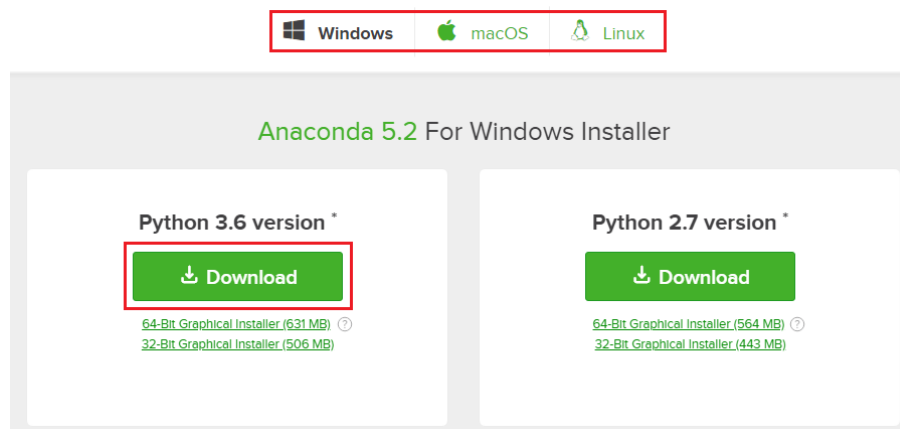 Windows macOS Linux
Anaconda 5.2 For Windows Installer
Python 3.6 version *
Download
64-Bit Graphical Installer (631 MB) ?
32-Bit Graphical Installer (506 MB)
Python 2.7 version *
Download
64-Bit Graphical Installer (564 MB) ?
32-Bit Graphical Installer (443 MB)